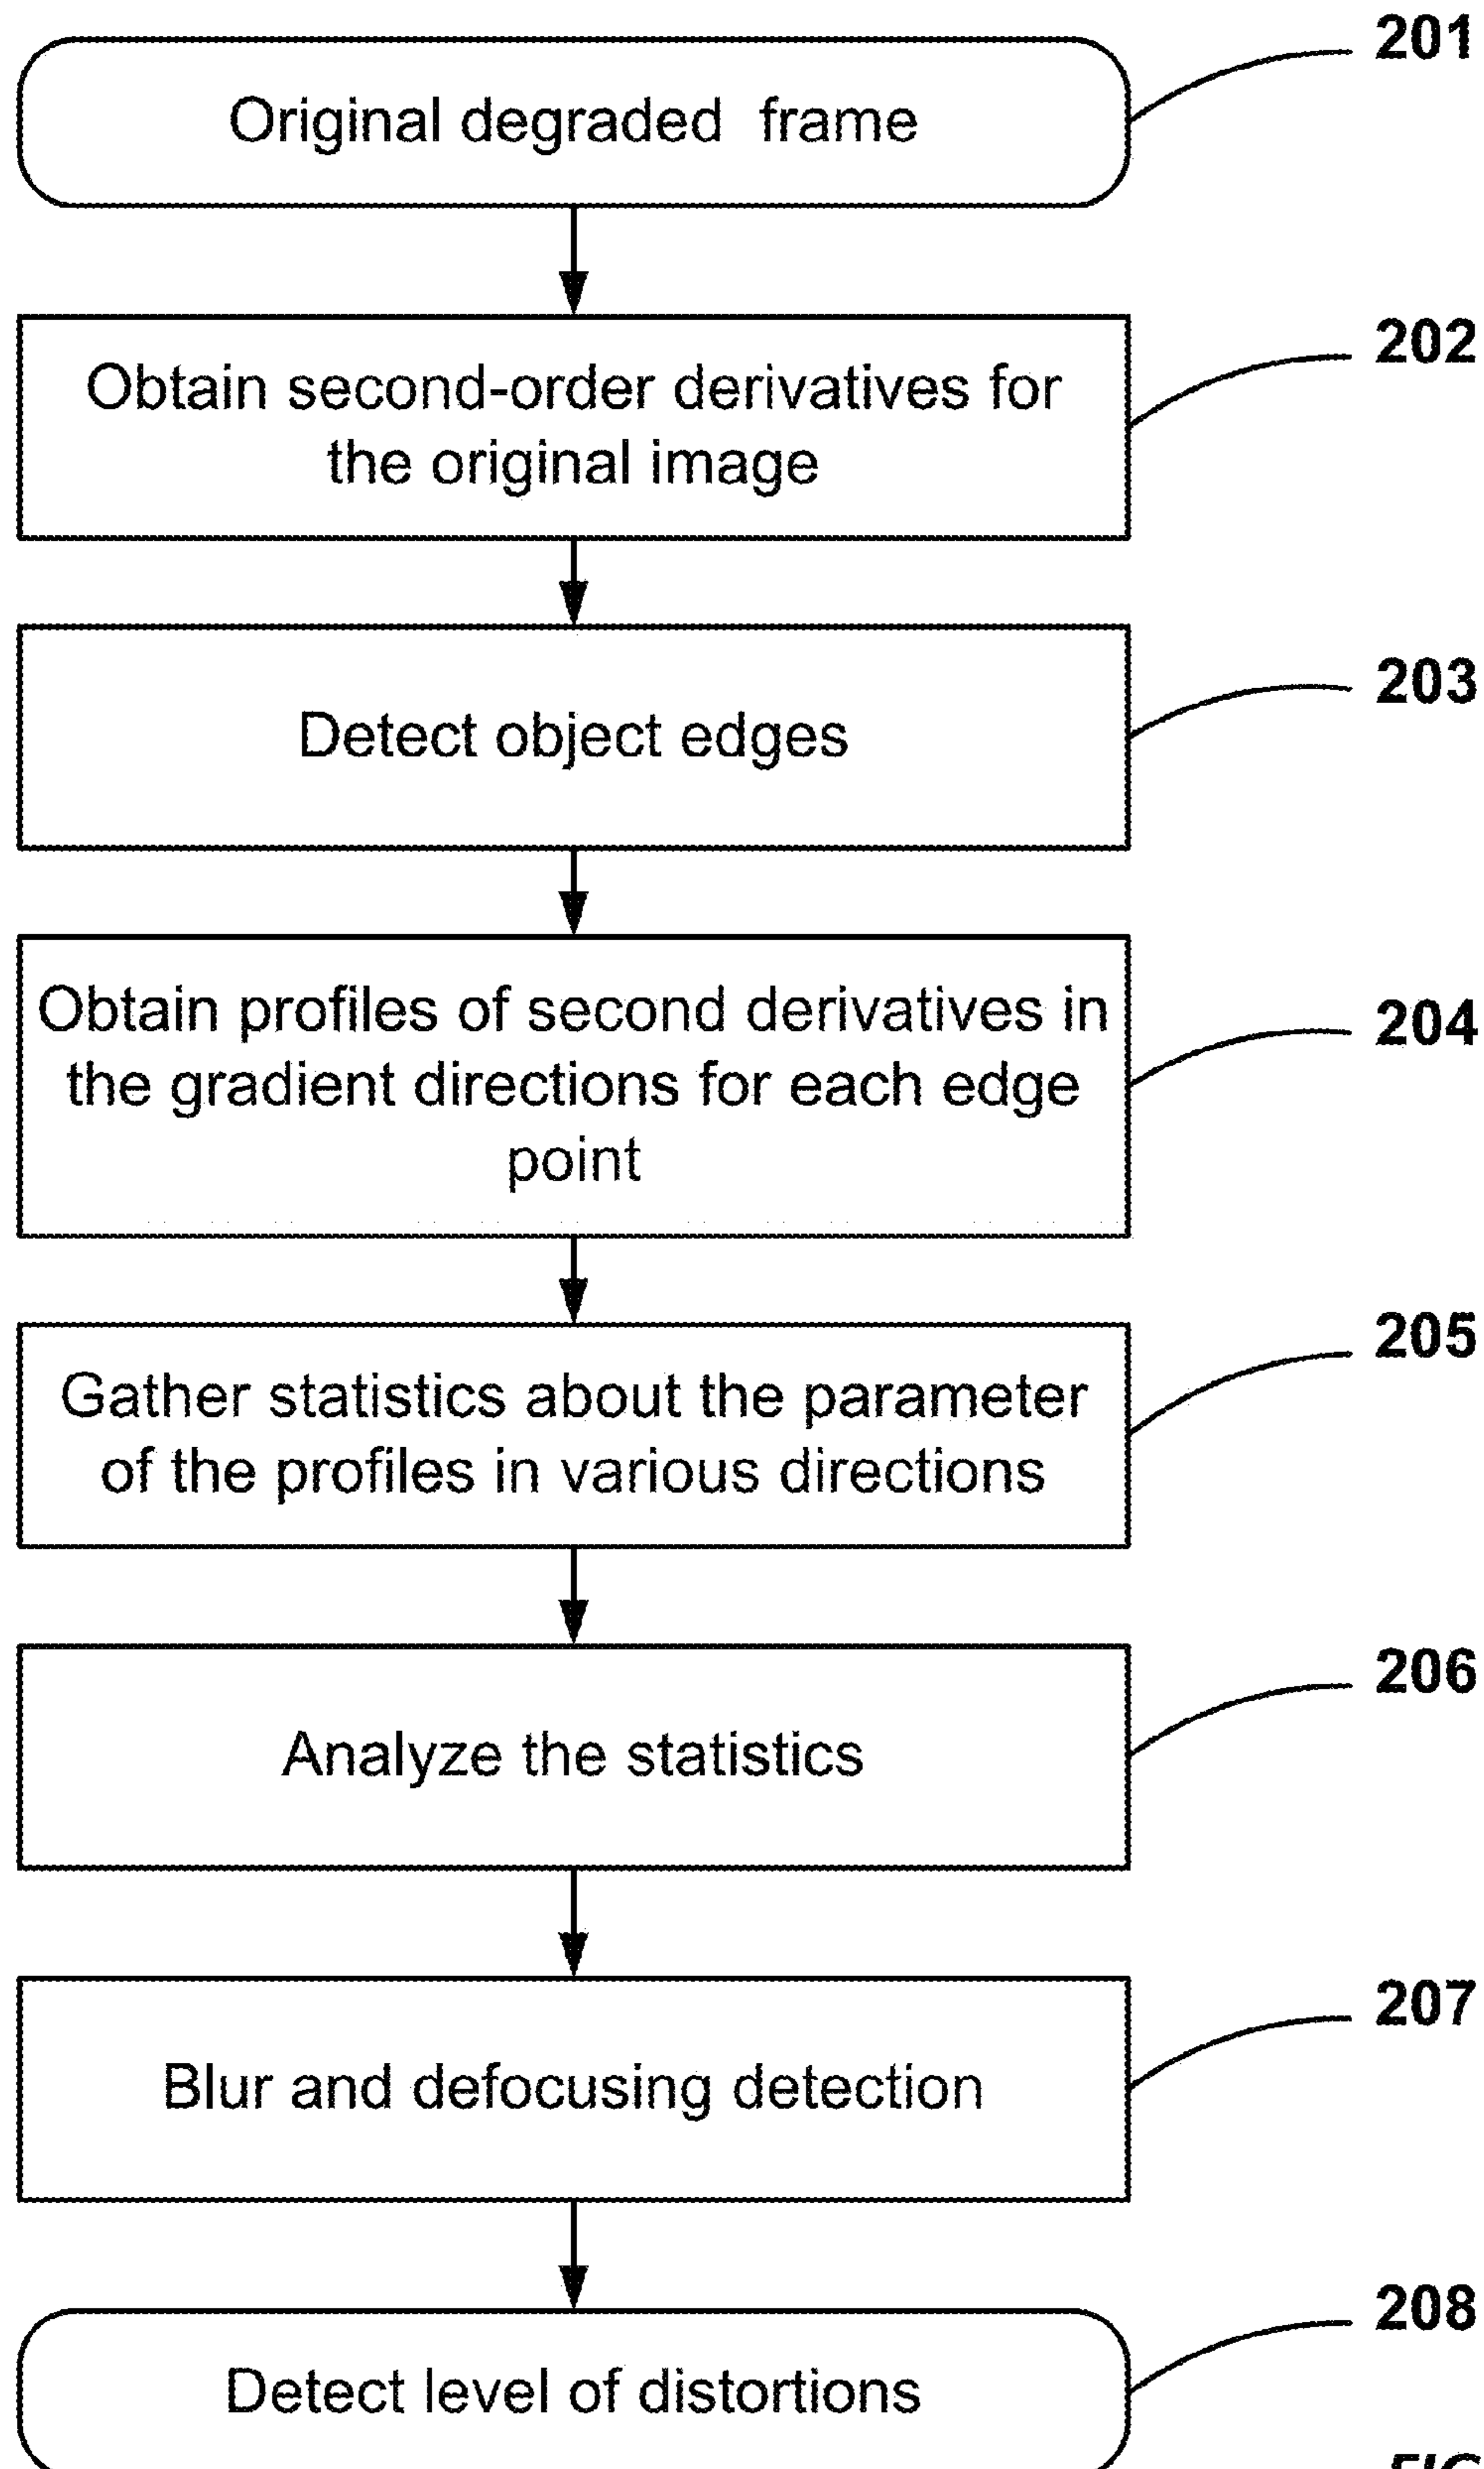 201
Original degraded frame
202
Obtain second-order derivatives for
the original image
203
Detect object edges
204
Obtain profiles of second derivatives in
the gradient directions for each edge
point
205
Gather statistics about the parameter
of the profiles in various directions
206
Analyze the statistics
207
Blur and defocusing detection
208
Detect level of distortions